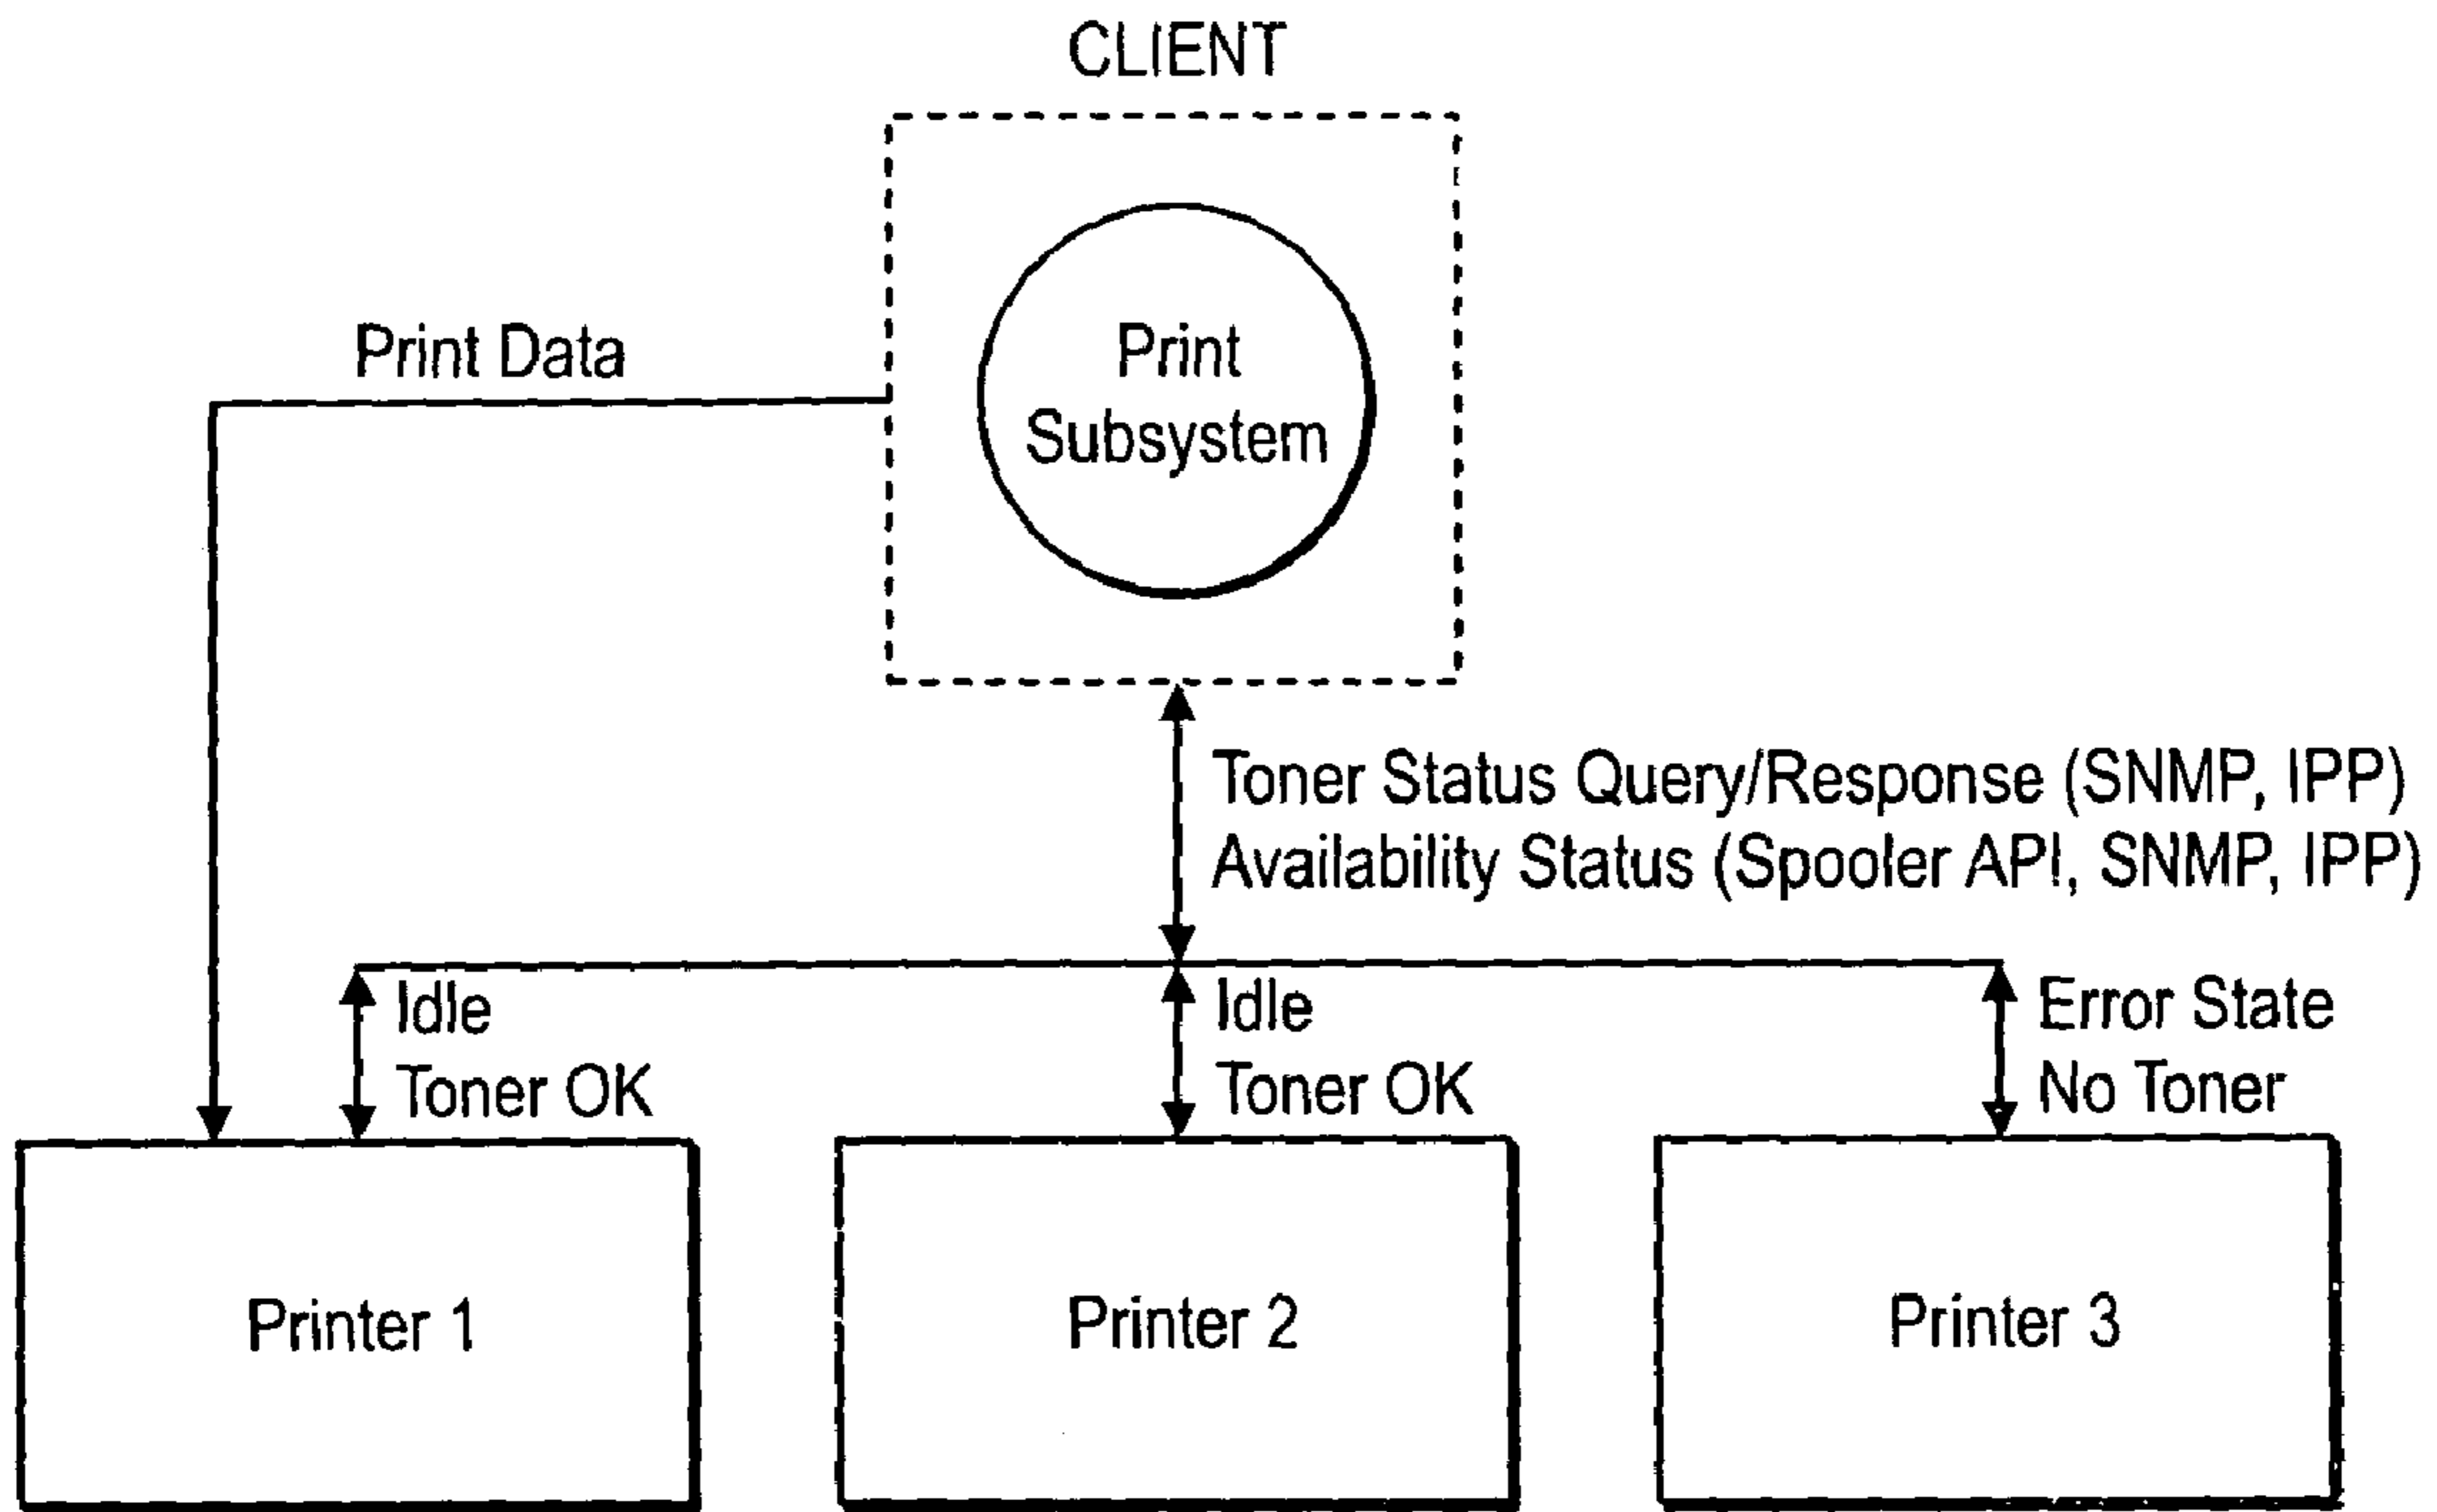 CLIENT
Print Data
Print
Subsystem
Toner Status Query/Response (SNMP, IPP)
Availability Status (Spooler API, SNMP, IPP)
Idle
Toner OK
Idle
Toner OK
Error State
No Toner
Printer 1
Printer 2
Printer 3